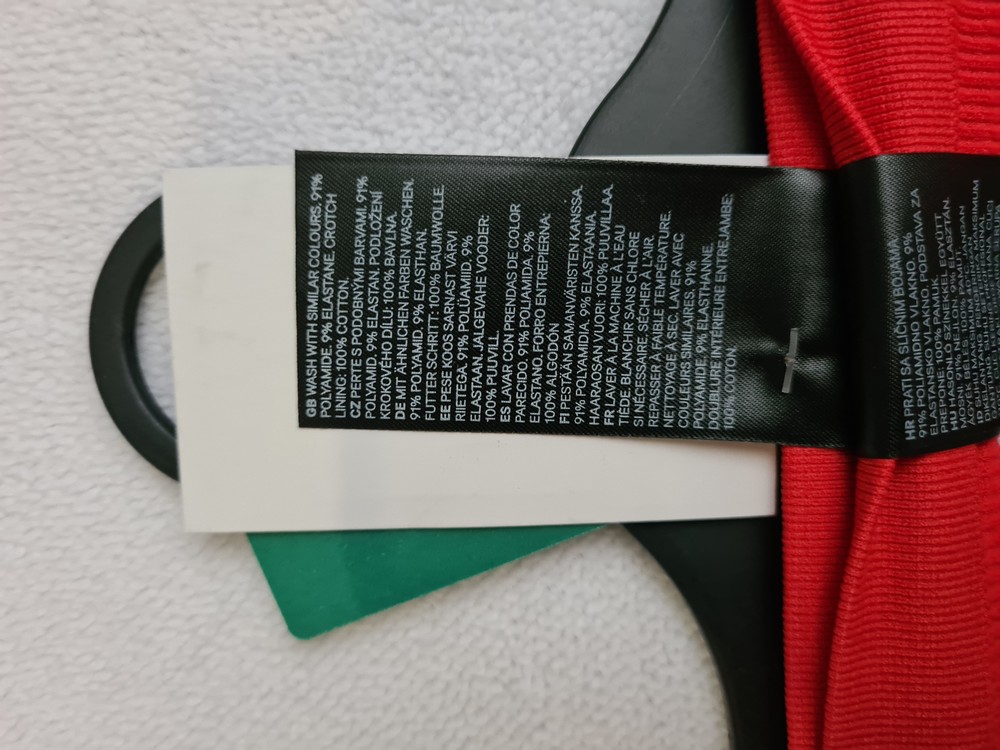 GB WASH WITH SIMILAR COLOURS. 91%
POLYAMIDE. 9% ELASTANE. CROTCH
LINING: 100% COTTON.
CZ PERTE S PODOBNÝMI BARVAMI. 91%
POLYAMID, 9% ELASTAN. PODLOŽENÍ
KROKOVÉHO DÍLU: 100% BAVLNA.
DE MIT ÄHNLICHEN FARBEN WASCHEN.
91% POLYAMID. 9% ELASTHAN.
FUTTER SCHRITT: 100% BAUMWOLLE.
EE PESE KOOS SARNAST VÄRVI
RIIETEGA. 91% POLÜAMIID. 9%
ELASTAAN. JALGEVAHE VOODER:
100% PUUVILL.
ES LAVAR CON PRENDAS DE COLOR
PARECIDO. 91% POLIAMIDA. 9%
ELASTANO. FORRO ENTREPIERNA:
100% ALGODÓN
FI PESTÄÄN SAMANVÄRISTEN KANSSA.
91% POLYAMIDIA. 9% ELASTAANIA.
HAARAOSAN VUORI: 100% PUUVILLAA.
FR LAVER À LA MACHINE À L'EAU
TIÈDE. BLANCHIR SANS CHLORE
SI NÉCESSAIRE. SÉCHER À L'AIR.
REPASSER À FAIBLE TEMPÉRATURE.
NETTOYAGE À SEC. LAVER AVEC
COULEURS SIMILAIRES. 91%
POLYAMIDE. 9% ELASTHANNE.
DOUBLURE INTÉRIEURE ENTREJAMBE:
100% COTON.
HR PRATI SA SLIČNIM BOJAMA
91% POLIAMIDNO VLAKNO. 9%
ELASTANSKO VLAKNO. PODSTAVA ZA